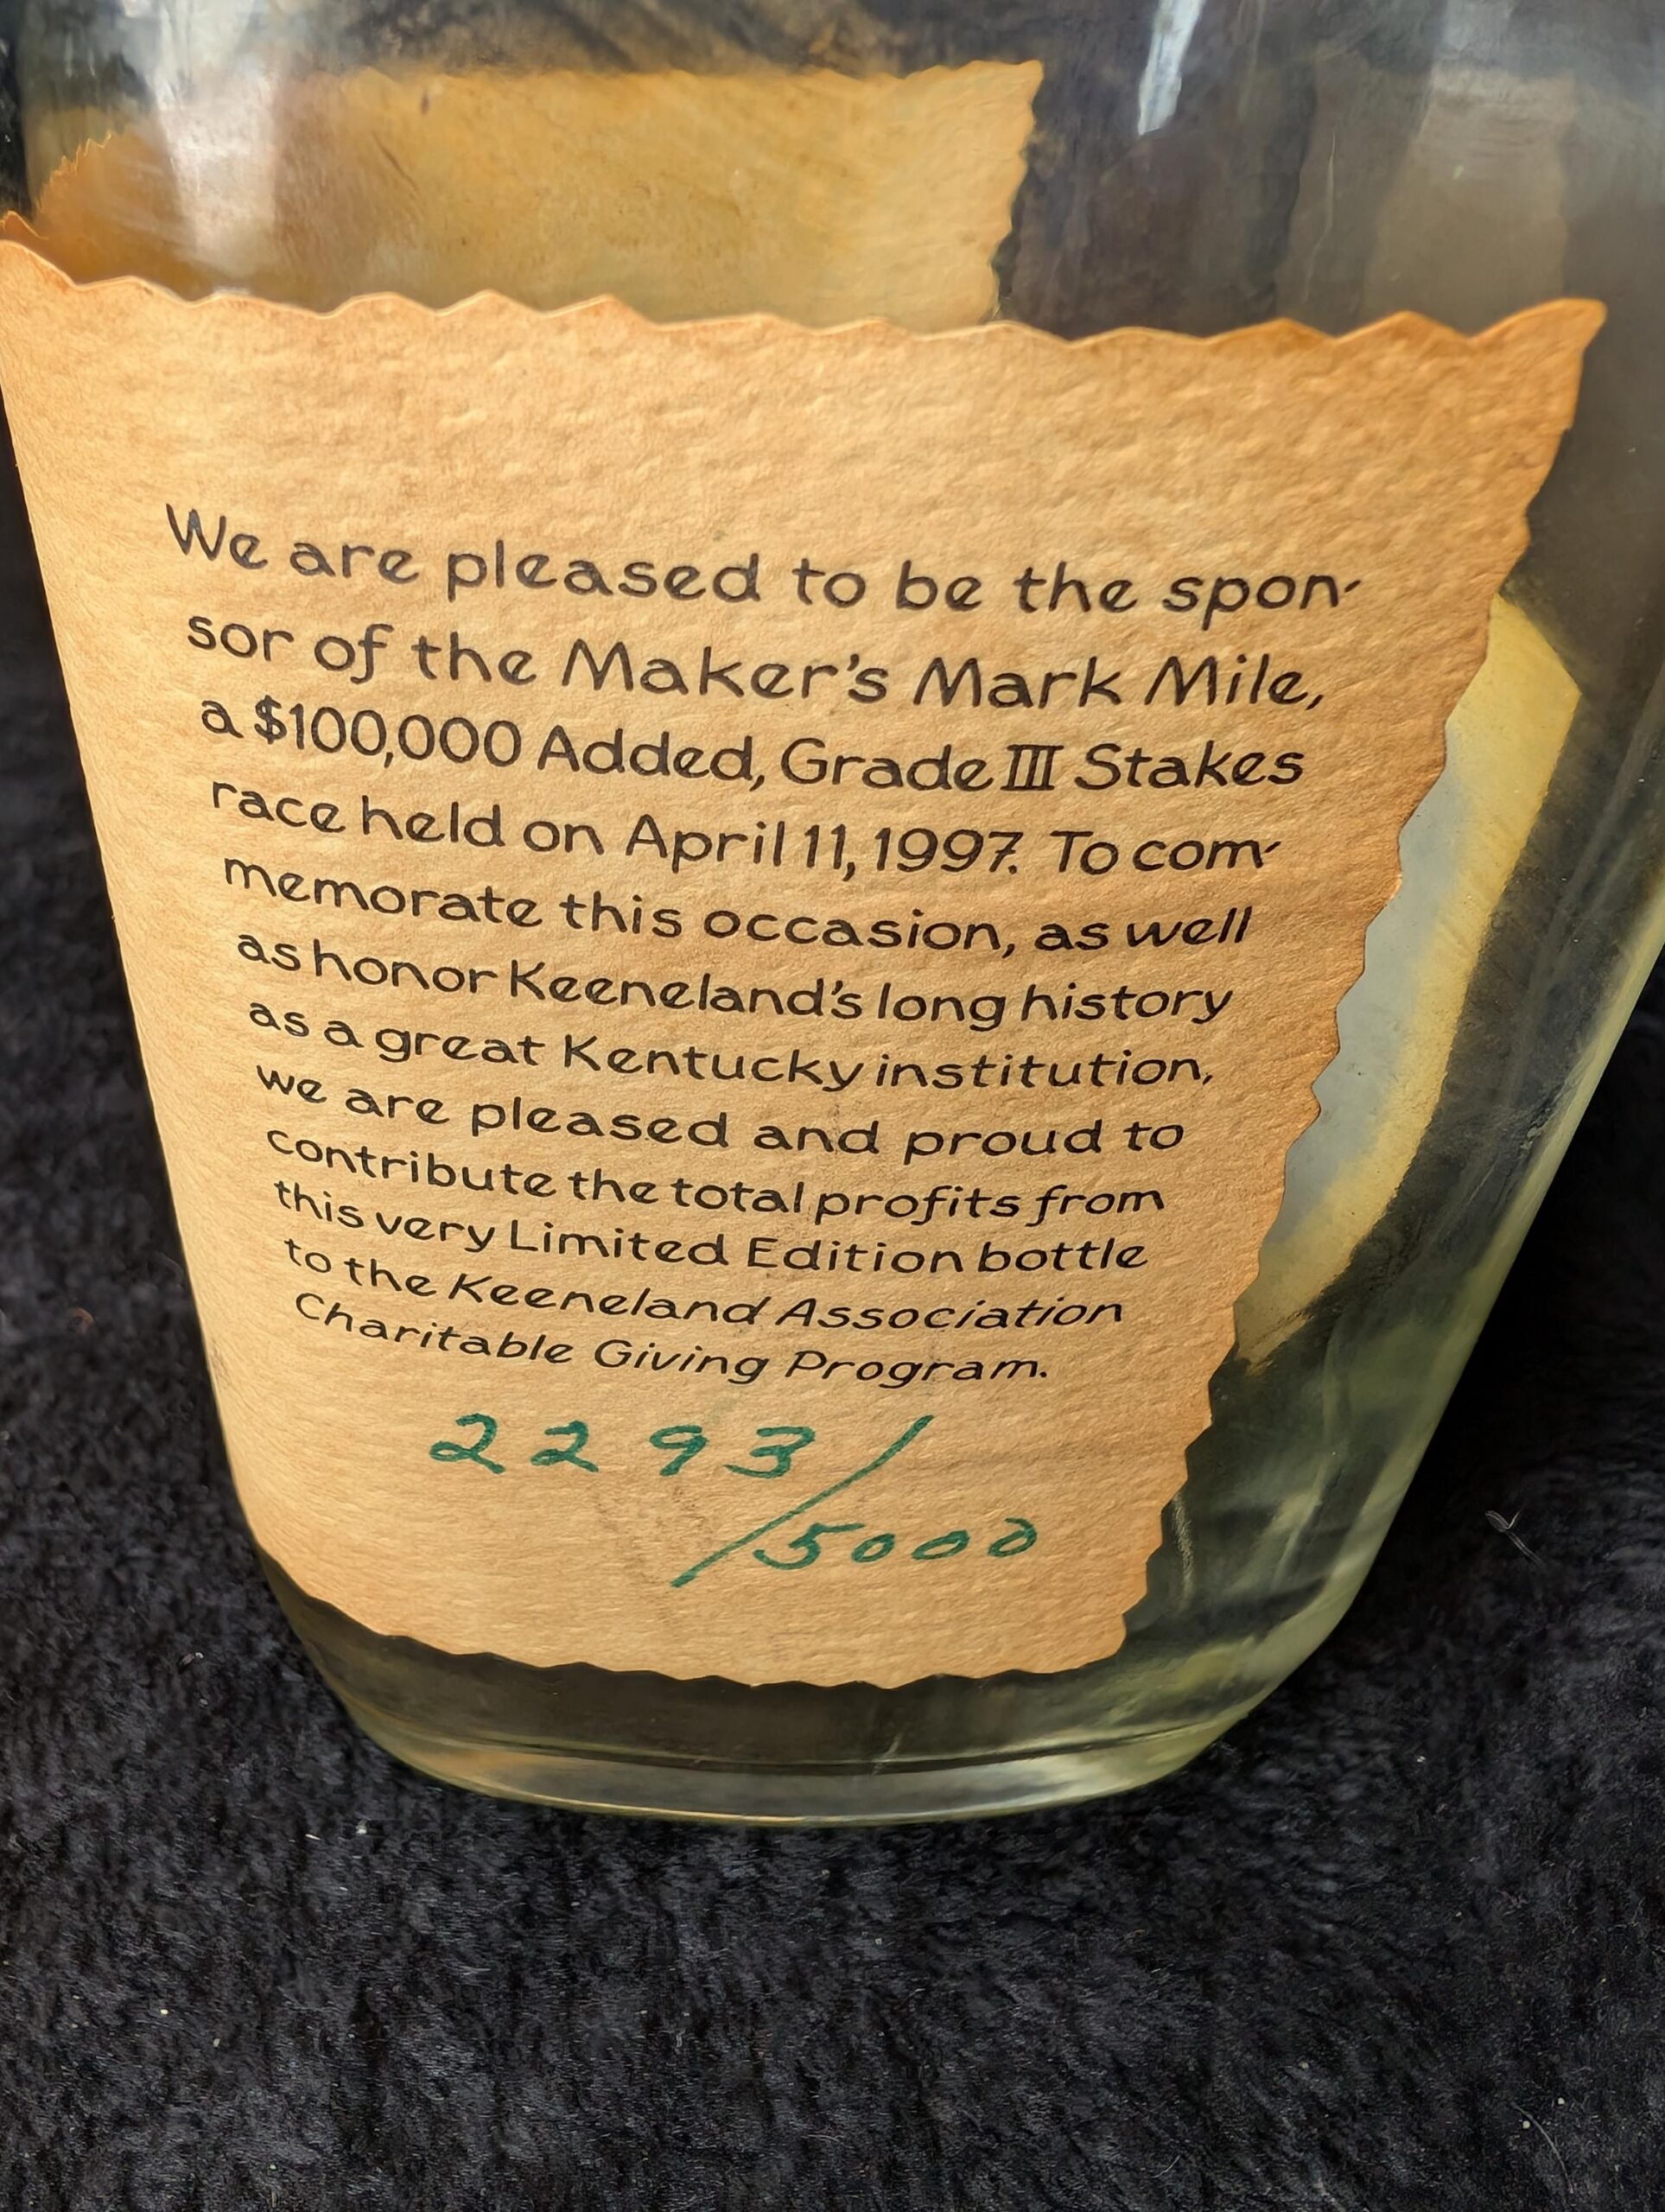 We are pleased to be the spon-
sor of the Maker's Mark Mile,
a $100,000 Added, Grade III Stakes
race held on April 11, 1997. To com-
memorate this occasion, as well
as honor Keeneland's long history
as a great Kentucky institution,
we are pleased and proud to
contribute the total profits from
this very Limited Edition bottle
to the Keeneland Association
Charitable Giving Program.
2293/
5000